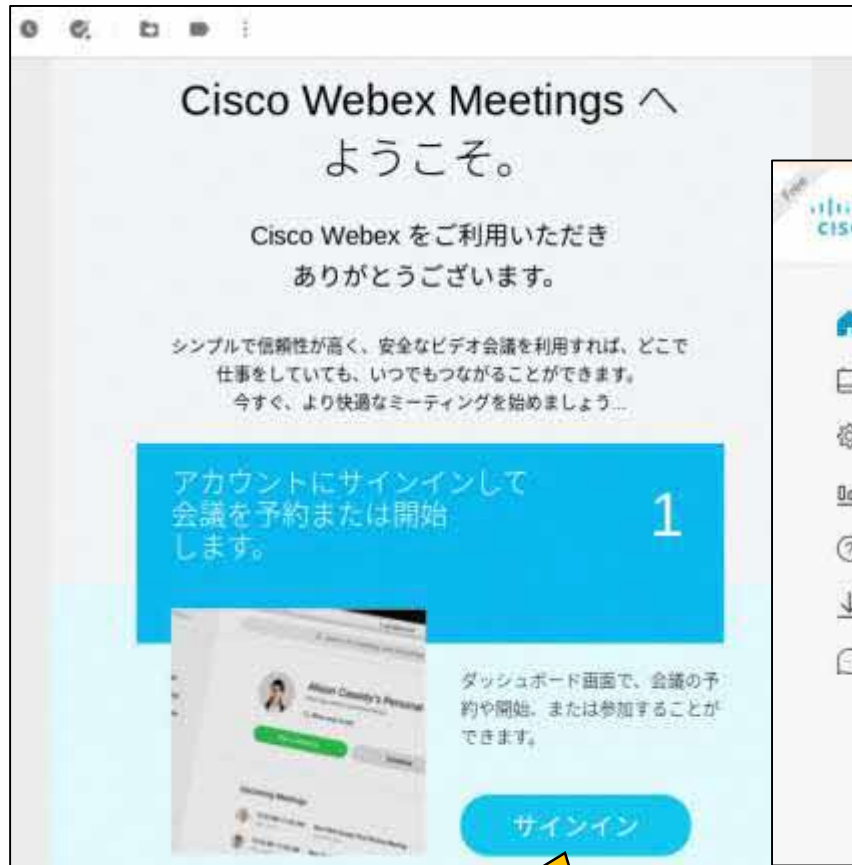 Cisco Webex Meetings へ
ようこそ。
Cisco Webex をご利用いただき
ありがとうございます。
シンプルで信頼性が高く、安全なビデオ会議を利用すれば、どこで
仕事をしていても、いつでもつながることができます。
今すぐ、より快適なミーティングを始めましょう...
アカウントにサインインして
会議を予約または開始
します。
1
ダッシュボード画面で、会議の予
約や開始、または参加することが
できます。
サインイン
Free